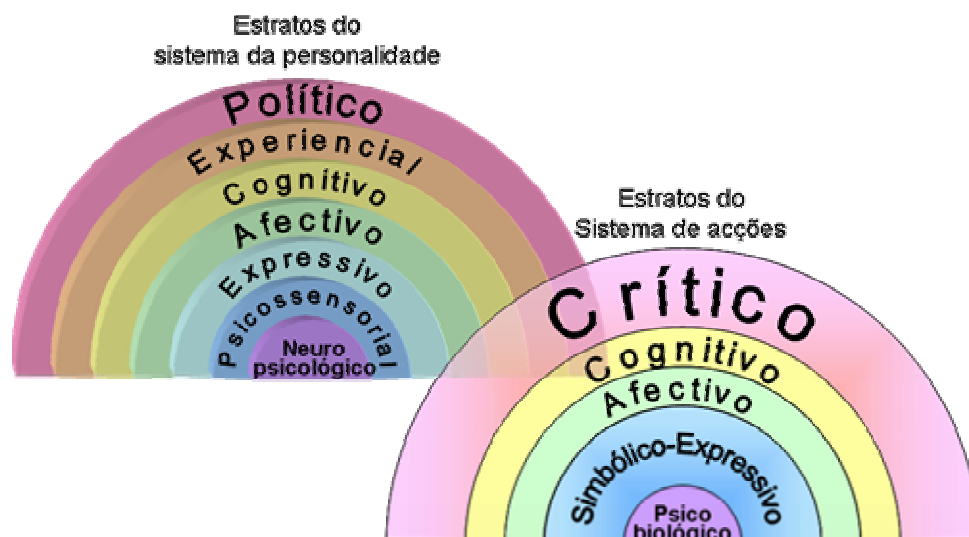 Estratos do
sistema da personalidade
Político
Experiencial
Cognitivo
Afectivo
Expressivo
Psicossensorial
Neuro
psicológico
Estratos do
Sistema de acções
Crítico
Cognitivo
Afectivo
Simbólico-Expressivo
Psico
biológico